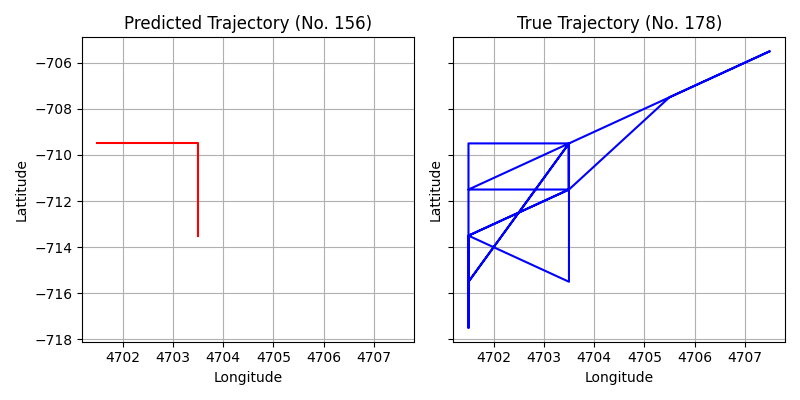 Predicted Trajectory (No. 156)
True Trajectory (No. 178)
−706
−708
−710
−712
−714
−716
−718
Lattitude
Lattitude
4702 4703 4704 4705 4706 4707
4702 4703 4704 4705 4706 4707
Longitude
Longitude